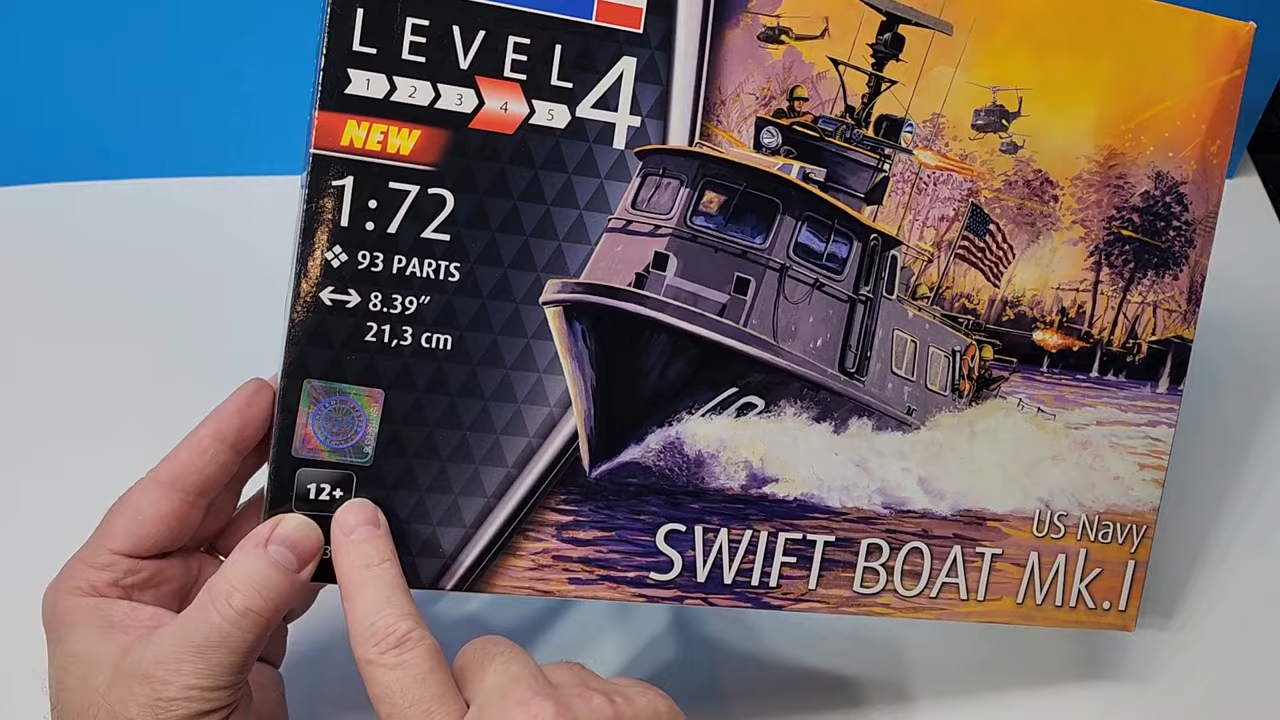 LEVEL 4
1 2 3 4 5
NEW
1:72
93 PARTS
8.39"
21,3 cm
12+
US Navy
SWIFT BOAT Mk.I